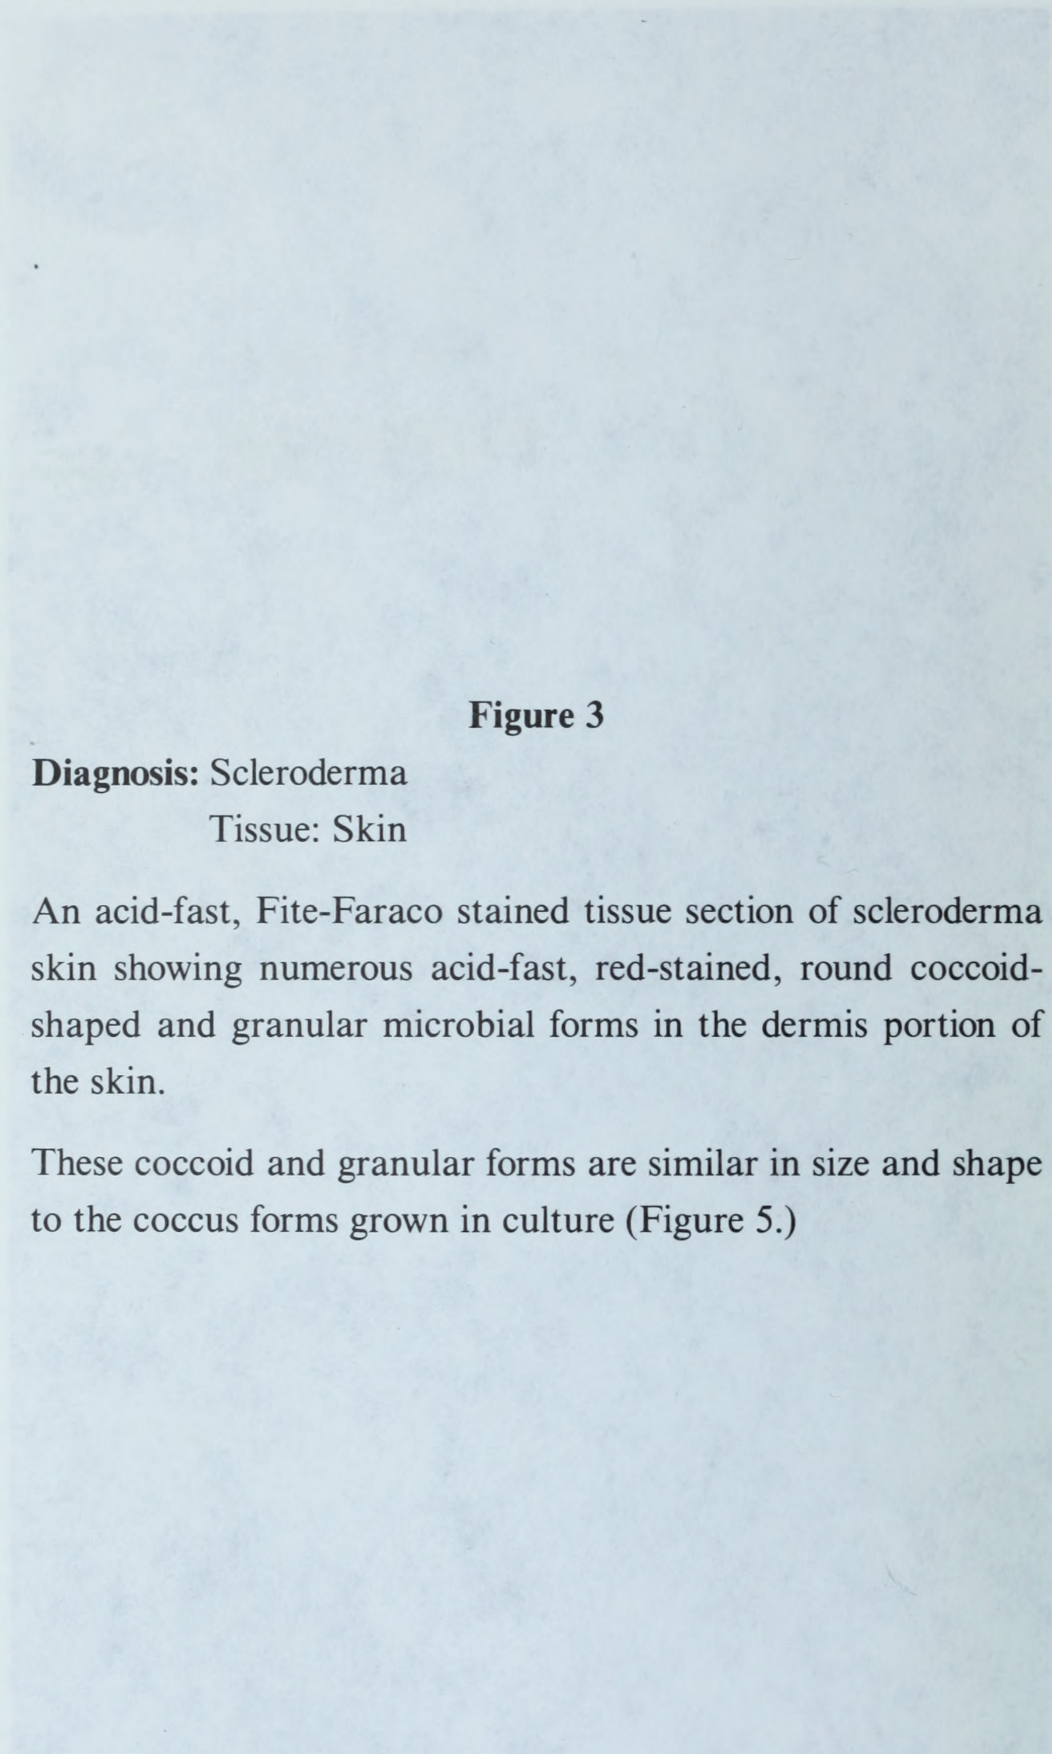 Figure 3
Diagnosis: Scleroderma
Tissue: Skin
An acid-fast, Fite-Faraco stained tissue section of scleroderma
skin showing numerous acid-fast, red-stained, round coccoid-
shaped and granular microbial forms in the dermis portion of
the skin.
These coccoid and granular forms are similar in size and shape
to the coccus forms grown in culture (Figure 5.)